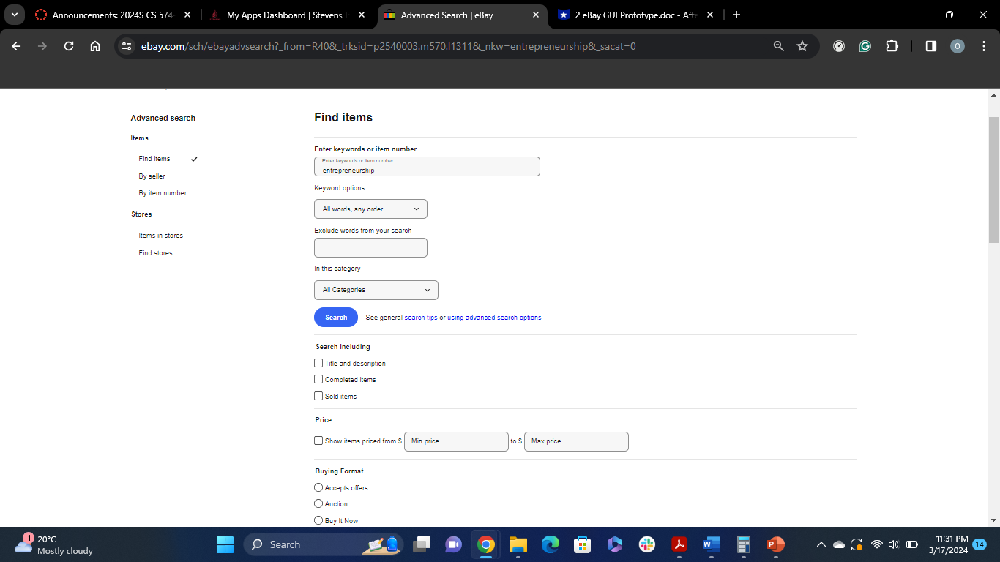 Announcements: 2024S CS 574
My Apps Dashboard | Stevens I
Advanced Search | eBay
2 eBay GUI Prototype.doc - Afte
ebay.com/sch/ebayadvsearch?_from=R40&_trksid=p2540003.m570.l1311&_nkw=entrepreneurship&_sacat=0
O
Advanced search
Items
Find items
By seller
By item number
Stores
Items in stores
Find stores
Find items
Enter keywords or item number
Enter keywords or item number
entrepreneurship
Keyword options
All words, any order
Exclude words from your search
In this category
All Categories
Search
See general search tips or using advanced search options
Search Including
Title and description
Completed items
Sold items
Price
Show items priced from $ Min price to $ Max price
Buying Format
Accepts offers
Auction
Buy It Now
1
20°C
Mostly cloudy
Search
11:31 PM
3/17/2024
14